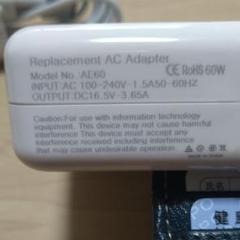 Replacement AC Adapter
Model No.:AE60
CE RoHS 60W
INPUT:AC 100-240V-1.5A50-60HZ
OUTPUT:DC16.5V-3.65A
Caution:For use with information technology
equipment. This device may not cause harmful
interference This device must accept any
interference received including interference
that may cause undesired operation.
健